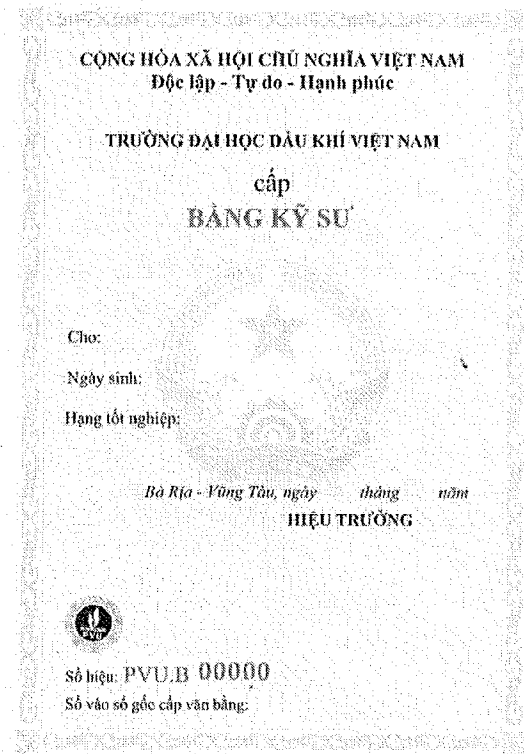 CỘNG HÒA XÃ HỘI CHỦ NGHĨA VIỆT NAM
Độc lập - Tự do - Hạnh phúc
TRƯỜNG ĐẠI HỌC DẦU KHÍ VIỆT NAM
cấp
BẰNG KỸ SƯ
Cho:
Ngày sinh:
Hạng tốt nghiệp:
Bà Rịa - Vũng Tàu, ngày tháng năm
HIỆU TRƯỞNG
PVU
Số hiệu: PVU.B 00000
Số vào sổ gốc cấp văn bằng: